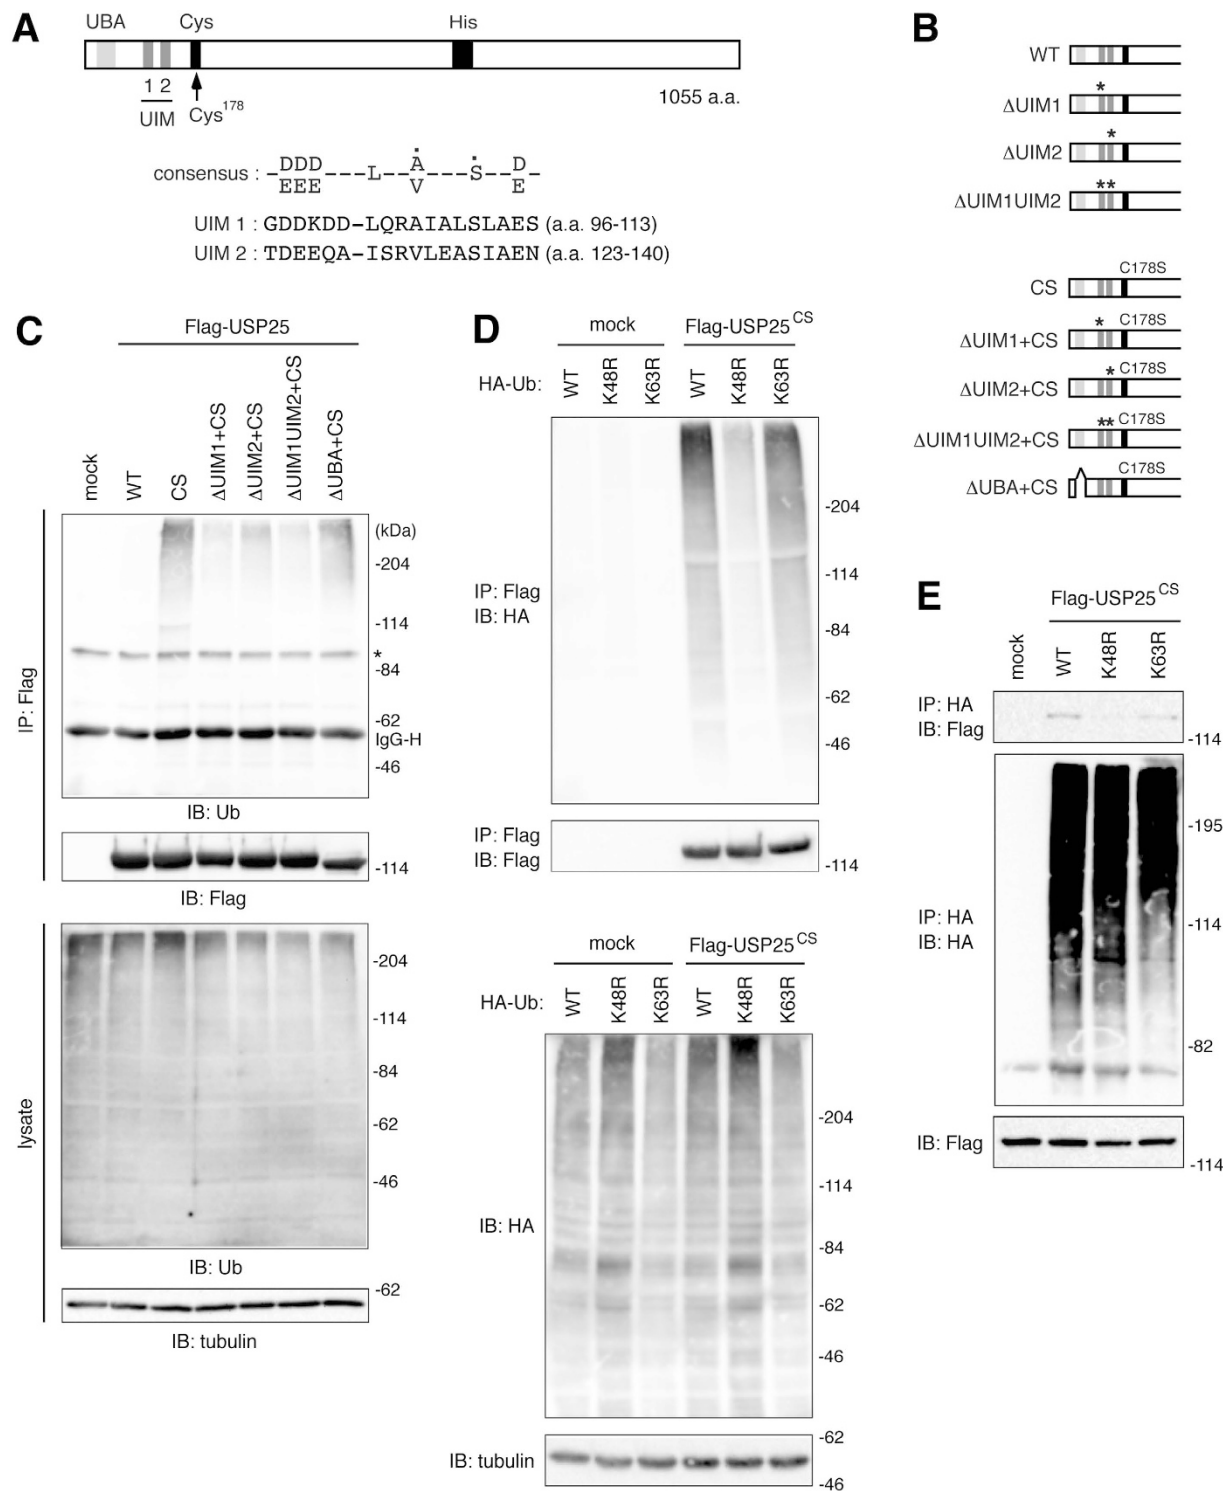 A
UBA Cys His
1 2
UIM
Cys178
1055 a.a.
consensus : -DDD/EEE---L--A/V---S--D/E-
UIM 1 : GDDKDD-LQRAIALSLAES (a.a. 96-113)
UIM 2 : TDEEQA-ISRVLEASIAEN (a.a. 123-140)
B
WT
*
ΔUIM1
*
ΔUIM2
**
ΔUIM1UIM2
C178S
CS
* C178S
ΔUIM1+CS
* C178S
ΔUIM2+CS
** C178S
ΔUIM1UIM2+CS
C178S
ΔUBA+CS
C
Flag-USP25
mock
WT
CS
ΔUIM1+CS
ΔUIM2+CS
ΔUIM1UIM2+CS
ΔUBA+CS
IP: Flag
(kDa)
-204
-114
*
-84
-62
IgG-H
-46
IB: Ub
-114
IB: Flag
lysate
-204
-114
-84
-62
-46
IB: Ub
-62
IB: tubulin
D
mock Flag-USP25CS
HA-Ub: WT K48R K63R WT K48R K63R
-204
-114
IP: Flag
IB: HA
-84
-62
-46
IP: Flag
IB: Flag
-114
mock Flag-USP25CS
HA-Ub: WT K48R K63R WT K48R K63R
-204
-114
IB: HA
-84
-62
-46
-62
IB: tubulin
-46
E
Flag-USP25CS
mock WT K48R K63R
IP: HA
IB: Flag
-114
-195
IP: HA
IB: HA
-114
-82
IB: Flag
-114